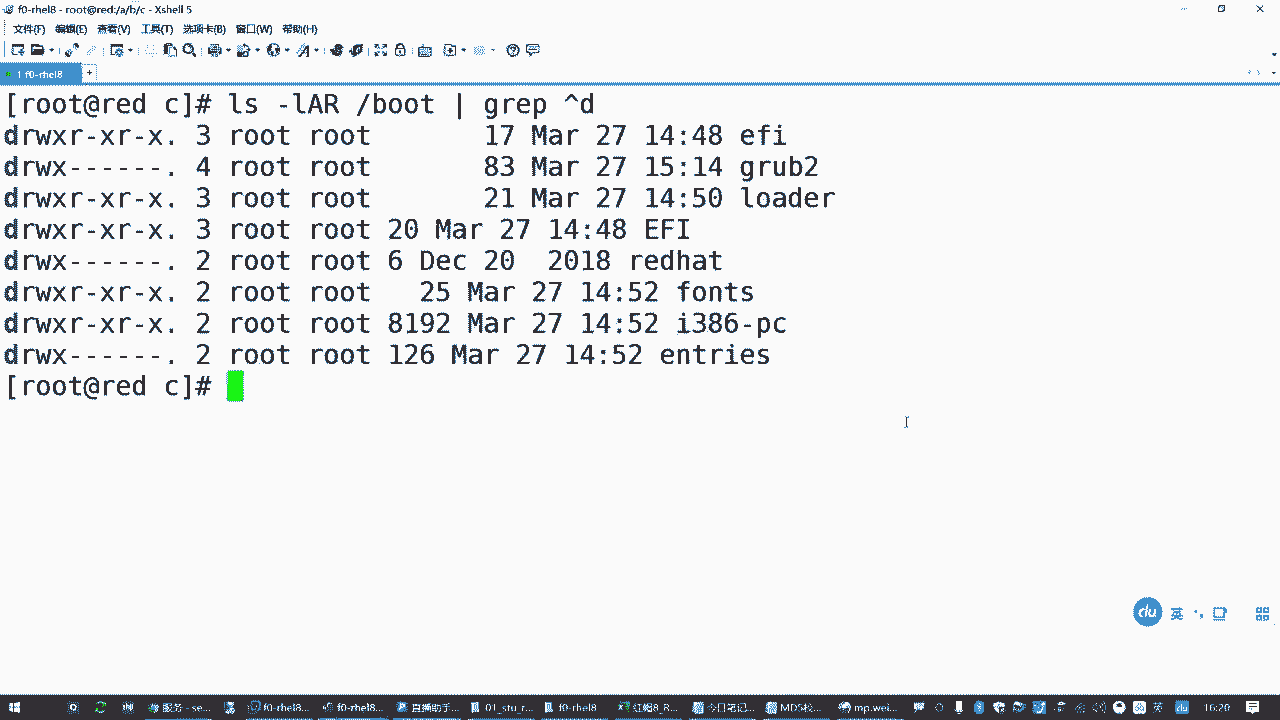 f0-rhel8 - root@red:/a/b/c - Xshell 5
文件(F) 编辑(E) 查看(V) 工具(T) 选项卡(B) 窗口(W) 帮助(H)
1 f0-rhel8 +
[root@red c]# ls -lAR /boot | grep ^d
drwxr-xr-x. 3 root root       17 Mar 27 14:48 efi
drwx------. 4 root root       83 Mar 27 15:14 grub2
drwxr-xr-x. 3 root root       21 Mar 27 14:50 loader
drwxr-xr-x. 3 root root 20 Mar 27 14:48 EFI
drwx------. 2 root root 6 Dec 20  2018 redhat
drwxr-xr-x. 2 root root   25 Mar 27 14:52 fonts
drwxr-xr-x. 2 root root 8192 Mar 27 14:52 i386-pc
drwx------. 2 root root 126 Mar 27 14:52 entries
[root@red c]#
du 英
服务 - se... f0-rhel8... f0-rhel8... 直播助手... 01_stu_r... f0-rhel8 红帽8_R... 今日笔记... MD5校... mp.wei... 英 du 16:20